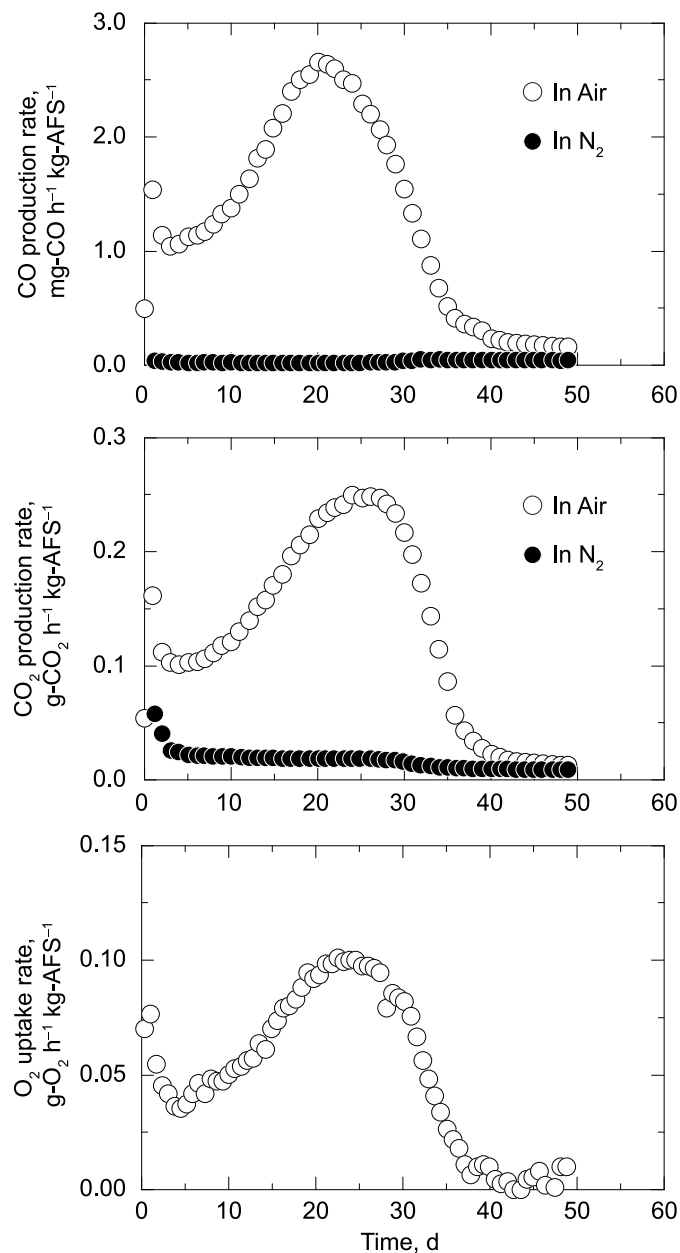 CO production rate,
mg-CO h⁻¹ kg-AFS⁻¹
3.0
2.0
1.0
0.0
In Air
In N₂
0 10 20 30 40 50 60
CO₂ production rate,
g-CO₂ h⁻¹ kg-AFS⁻¹
0.3
0.2
0.1
0.0
In Air
In N₂
0 10 20 30 40 50 60
O₂ uptake rate,
g-O₂ h⁻¹ kg-AFS⁻¹
0.15
0.10
0.05
0.00
0 10 20 30 40 50 60
Time, d